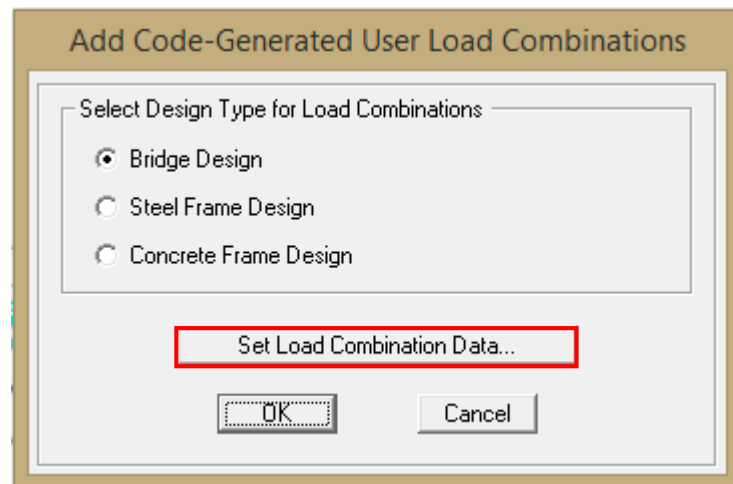 Add Code-Generated User Load Combinations
Select Design Type for Load Combinations
Bridge Design
Steel Frame Design
Concrete Frame Design
Set Load Combination Data...
OK
Cancel